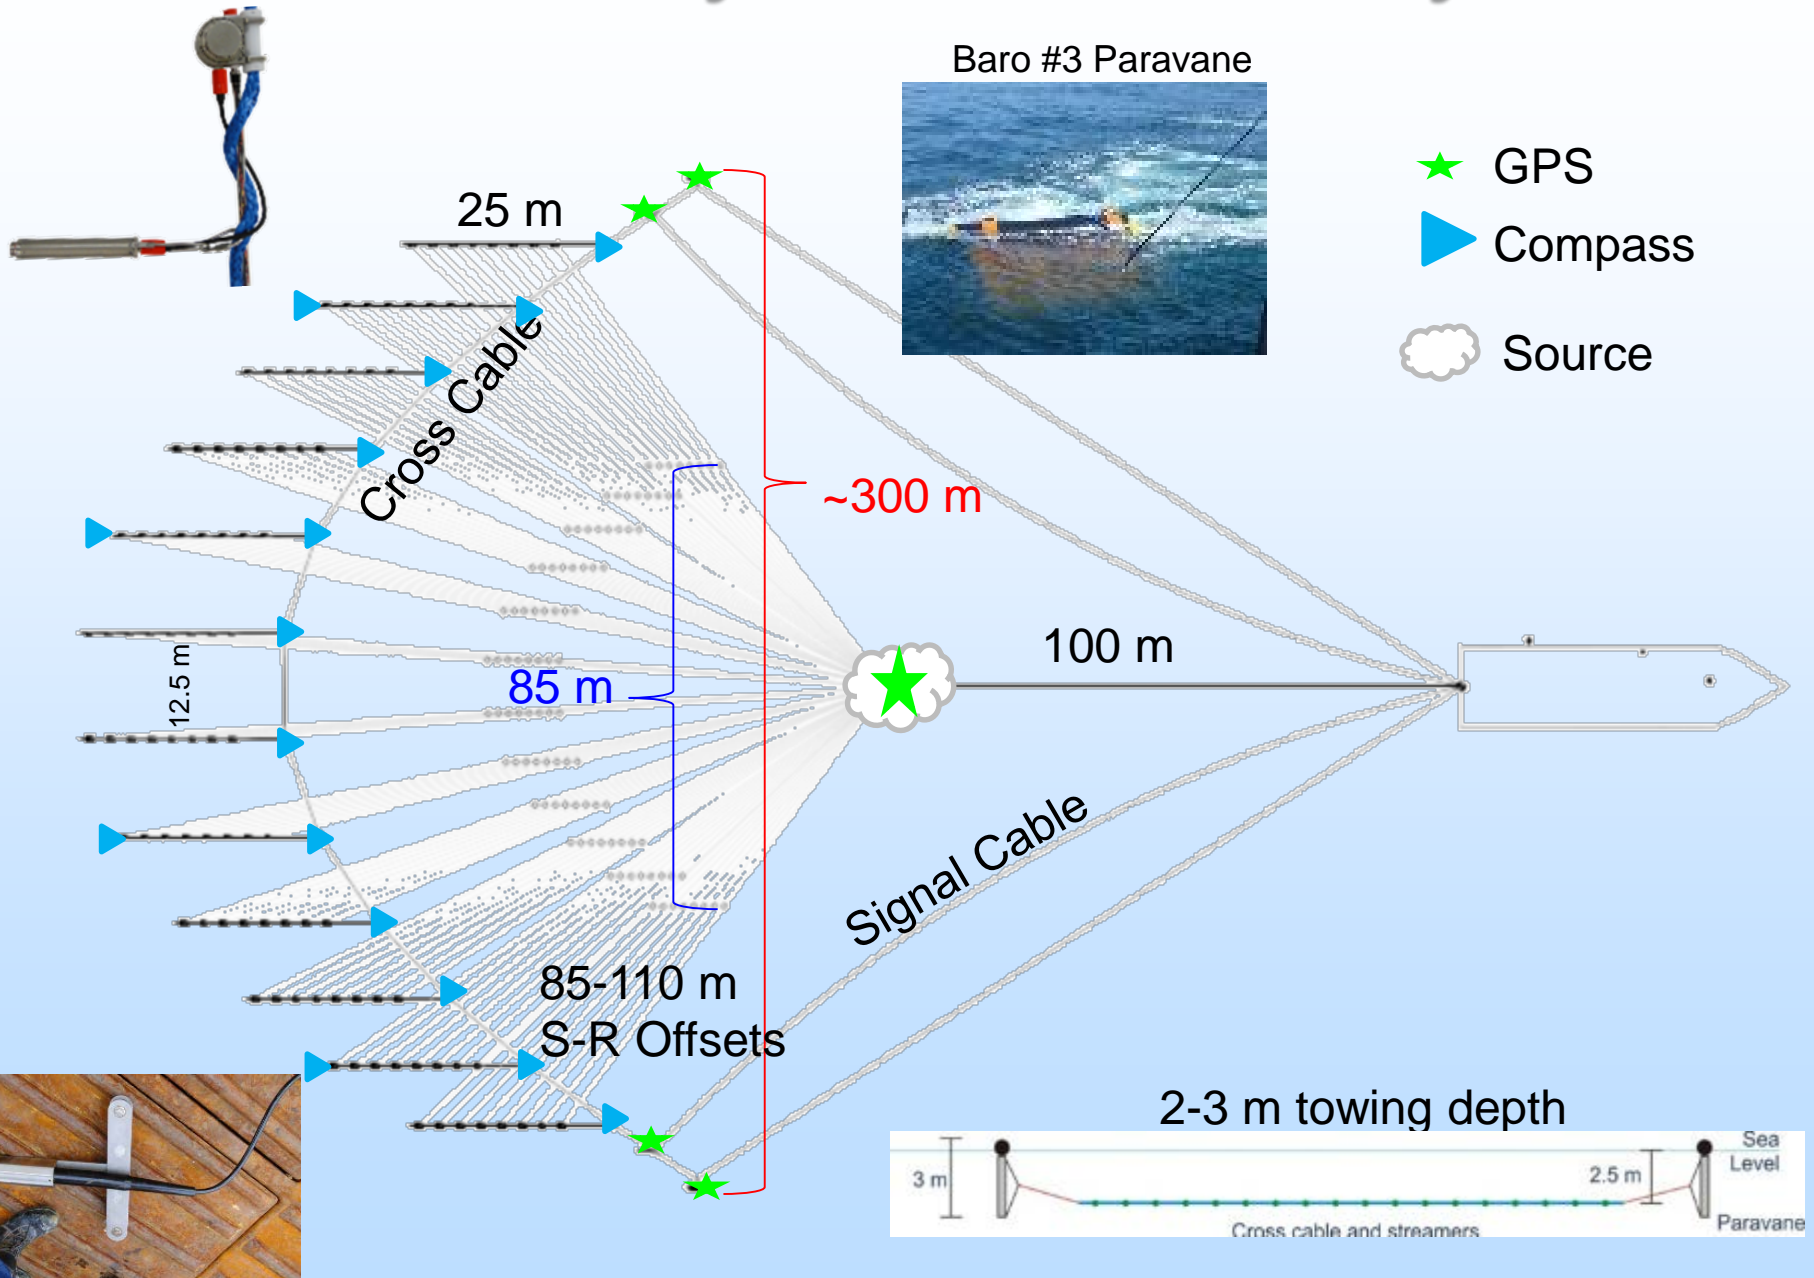 Baro #3 Paravane
GPS
25 m
Compass
Source
Cross Cable
~300 m
100 m
12.5 m
85 m
Signal Cable
85-110 m
S-R Offsets
2-3 m towing depth
Sea
Level
3 m
2.5 m
Paravane
Cross cable and streamers